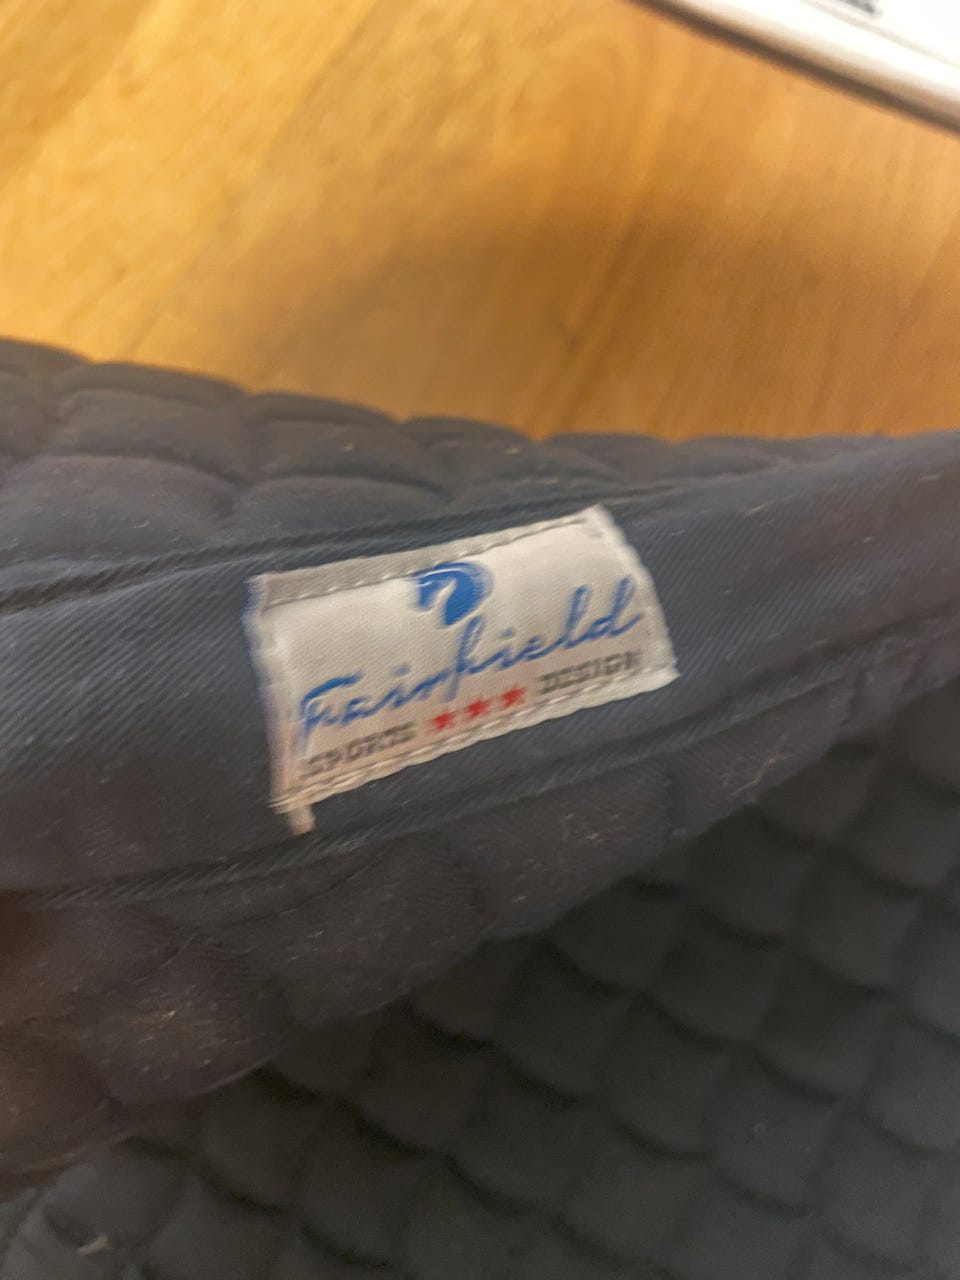 Fairfield
SPORTS ★★★ DESIGN